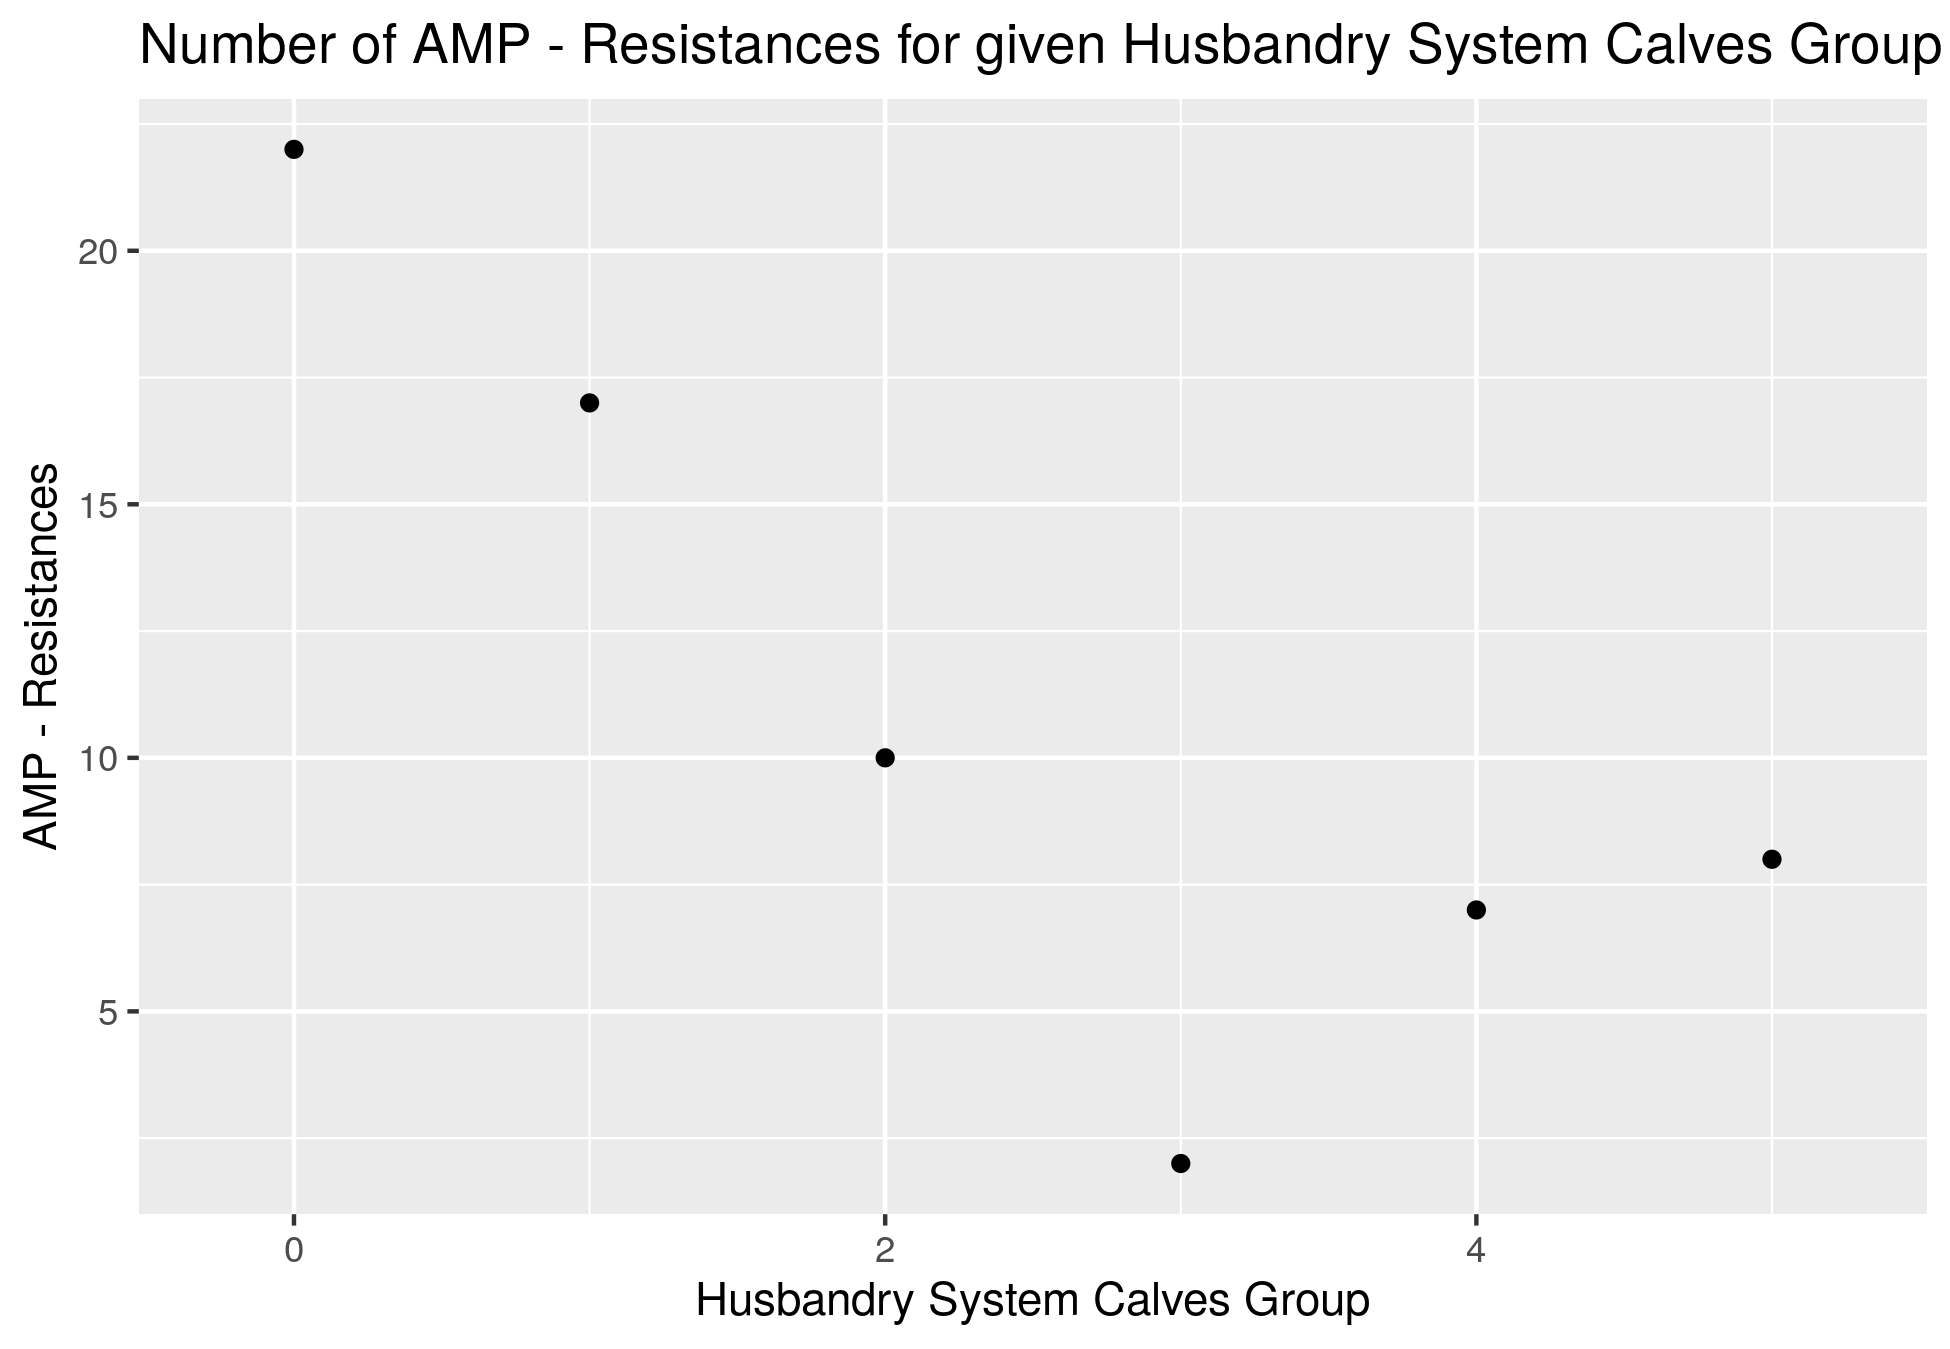 Number of AMP - Resistances for given Husbandry System Calves Group
20
15
10
5
AMP - Resistances
0 2 4
Husbandry System Calves Group